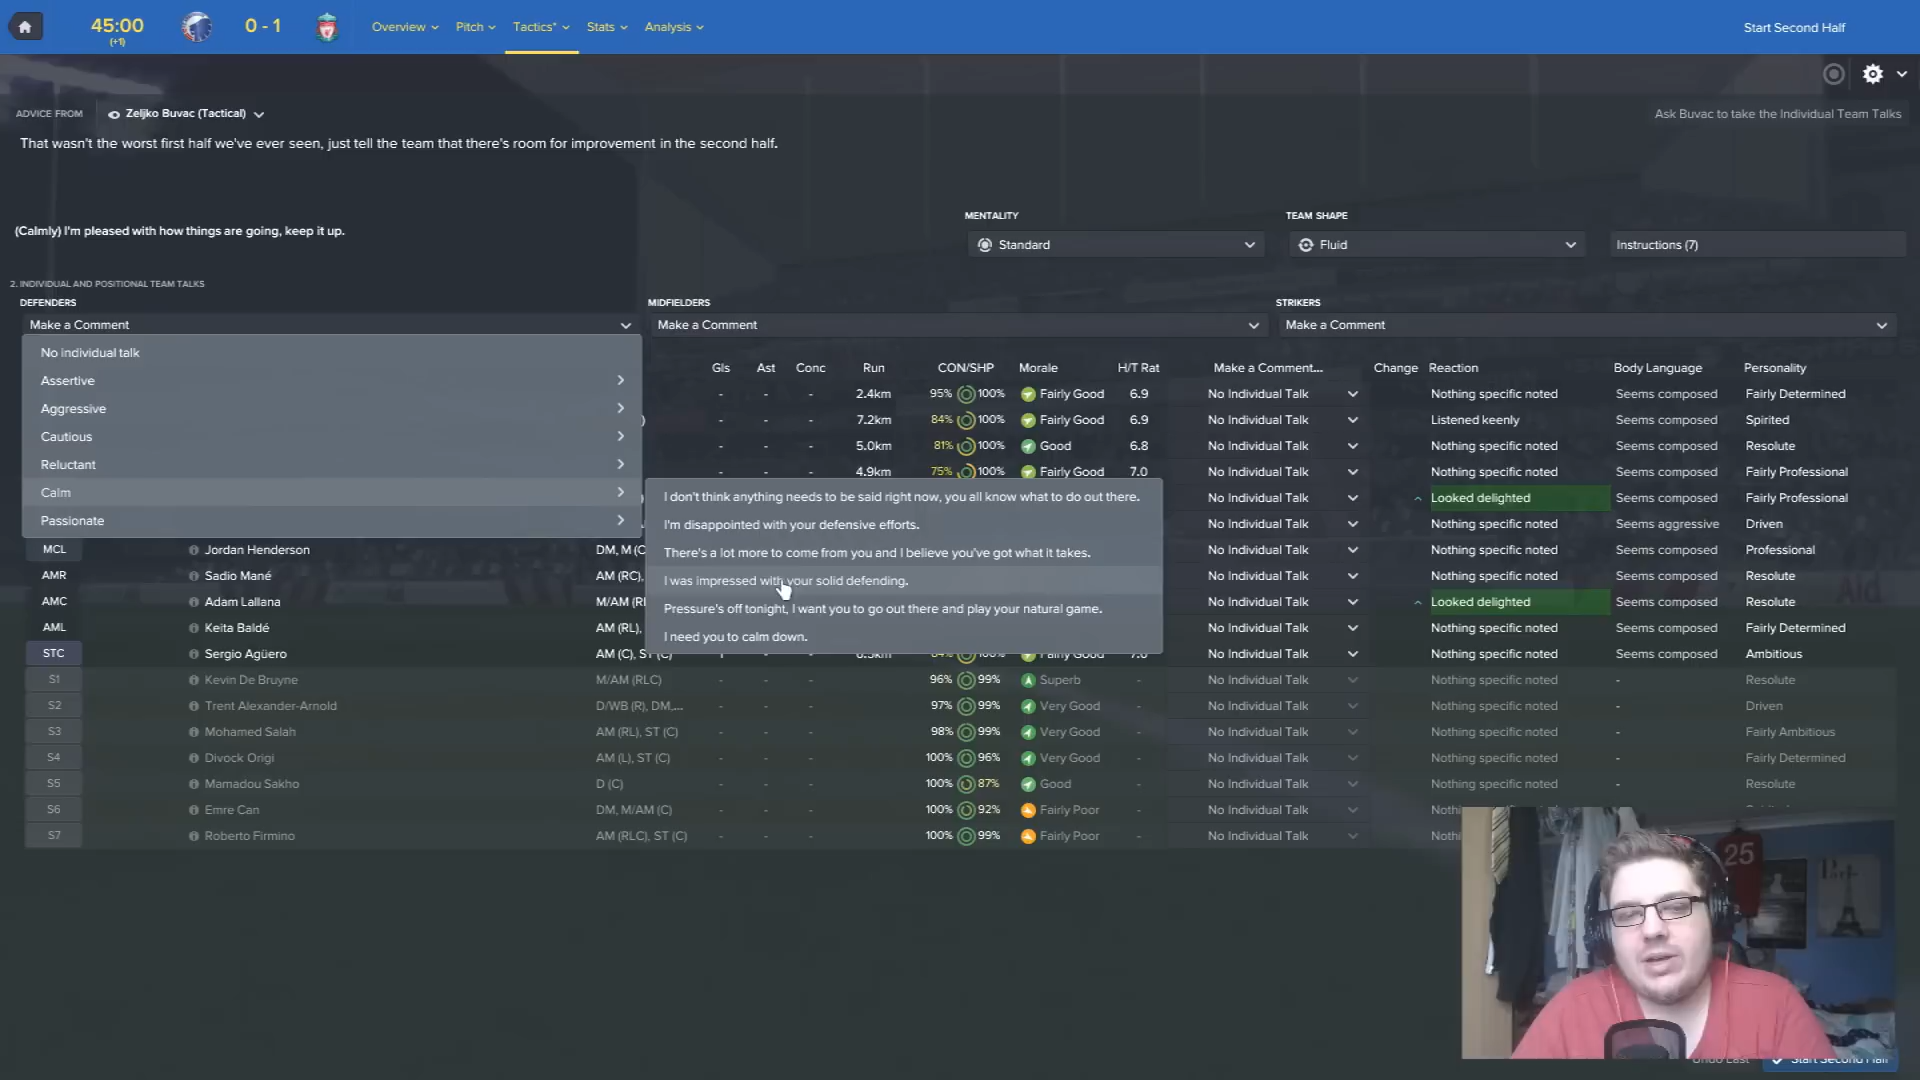 45:00
(+1)
0 - 1
Overview
Pitch
Tactics*
Stats
Analysis
Start Second Half
ADVICE FROM
Zeljko Buvac (Tactical)
Ask Buvac to take the Individual Team Talks
That wasn't the worst first half we've ever seen, just tell the team that there's room for improvement in the second half.
MENTALITY
TEAM SHAPE
(Calmly) I'm pleased with how things are going, keep it up.
Standard
Fluid
Instructions (7)
2. INDIVIDUAL AND POSITIONAL TEAM TALKS
DEFENDERS
MIDFIELDERS
STRIKERS
Make a Comment
Make a Comment
Make a Comment
No individual talk
Assertive
Aggressive
Cautious
Reluctant
Calm
Passionate
I don't think anything needs to be said right now, you all know what to do out there.
I'm disappointed with your defensive efforts.
There's a lot more to come from you and I believe you've got what it takes.
I was impressed with your solid defending.
Pressure's off tonight, I want you to go out there and play your natural game.
I need you to calm down.
Gls Ast Conc Run CON/SHP Morale H/T Rat Make a Comment... Change Reaction Body Language Personality
- - - 2.4km 95% 100% Fairly Good 6.9 No Individual Talk Nothing specific noted Seems composed Fairly Determined
- - - 7.2km 84% 100% Fairly Good 6.9 No Individual Talk Listened keenly Seems composed Spirited
- - - 5.0km 81% 100% Good 6.8 No Individual Talk Nothing specific noted Seems composed Resolute
- - - 4.9km 75% 100% Fairly Good 7.0 No Individual Talk Nothing specific noted Seems composed Fairly Professional
No Individual Talk Looked delighted Seems composed Fairly Professional
No Individual Talk Nothing specific noted Seems aggressive Driven
MCL Jordan Henderson DM, M (C No Individual Talk Nothing specific noted Seems composed Professional
AMR Sadio Mané AM (RC), No Individual Talk Nothing specific noted Seems composed Resolute
AMC Adam Lallana M/AM (RL No Individual Talk Looked delighted Seems composed Resolute
AML Keita Baldé AM (RL), No Individual Talk Nothing specific noted Seems composed Fairly Determined
STC Sergio Agüero AM (C), ST (C) Fairly Good No Individual Talk Nothing specific noted Seems composed Ambitious
S1 Kevin De Bruyne M/AM (RLC) - - - - 96% 99% Superb - No Individual Talk Nothing specific noted - Resolute
S2 Trent Alexander-Arnold D/WB (R), DM,... - - - - 97% 99% Very Good - No Individual Talk Nothing specific noted - Driven
S3 Mohamed Salah AM (RL), ST (C) - - - - 98% 99% Very Good - No Individual Talk Nothing specific noted - Fairly Ambitious
S4 Divock Origi AM (L), ST (C) - - - - 100% 96% Very Good - No Individual Talk Nothing specific noted - Fairly Determined
S5 Mamadou Sakho D (C) - - - - 100% 87% Good - No Individual Talk Nothing specific noted - Resolute
S6 Emre Can DM, M/AM (C) - - - - 100% 92% Fairly Poor - No Individual Talk
S7 Roberto Firmino AM (RLC), ST (C) - - - - 100% 99% Fairly Poor - No Individual Talk
25
Paris
Start Second Half